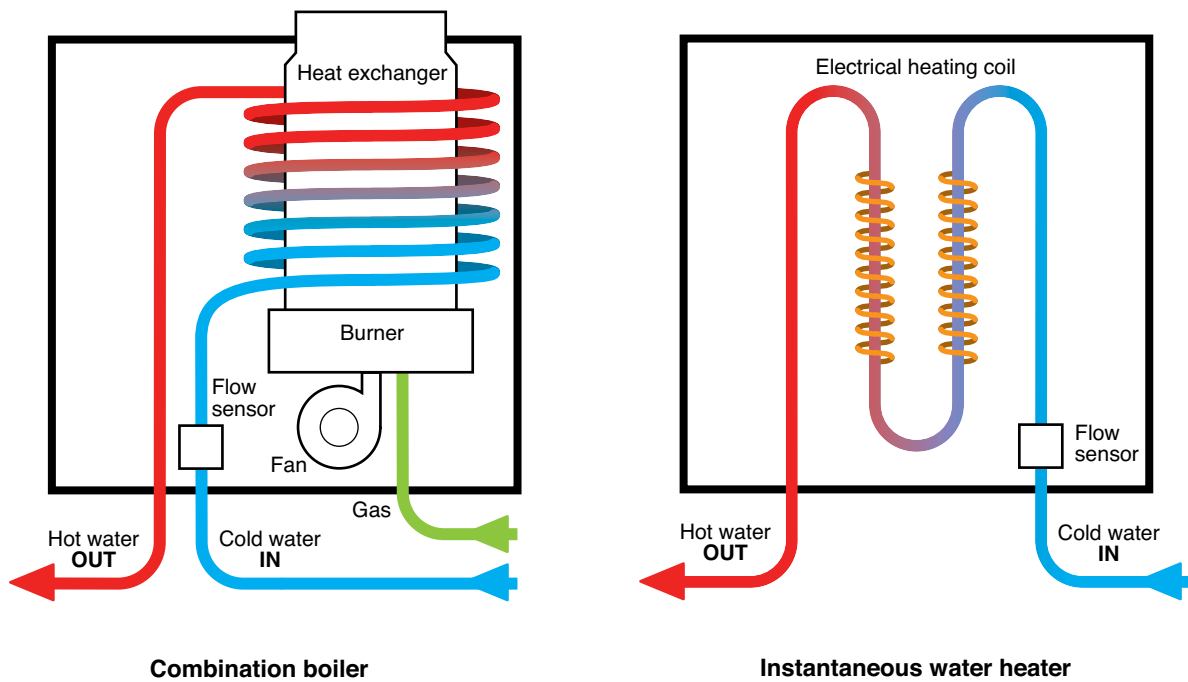 Heat exchanger
Burner
Flow
sensor
Fan
Gas
Hot water
OUT
Cold water
IN
Combination boiler
Electrical heating coil
Flow
sensor
Hot water
OUT
Cold water
IN
Instantaneous water heater